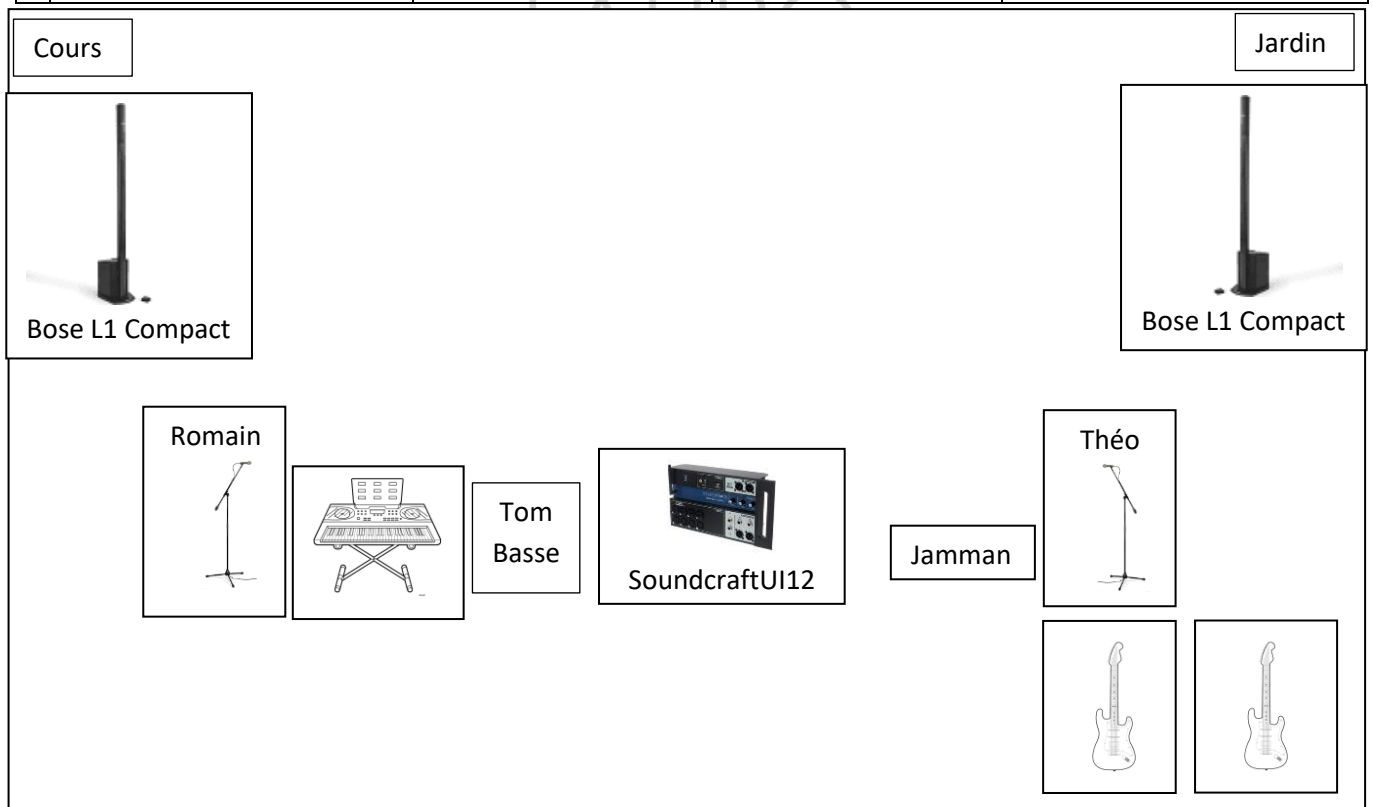 Cours
Jardin
Bose L1 Compact
Bose L1 Compact
Romain
Tom
Basse
SoundcraftUI12
Jamman
Théo